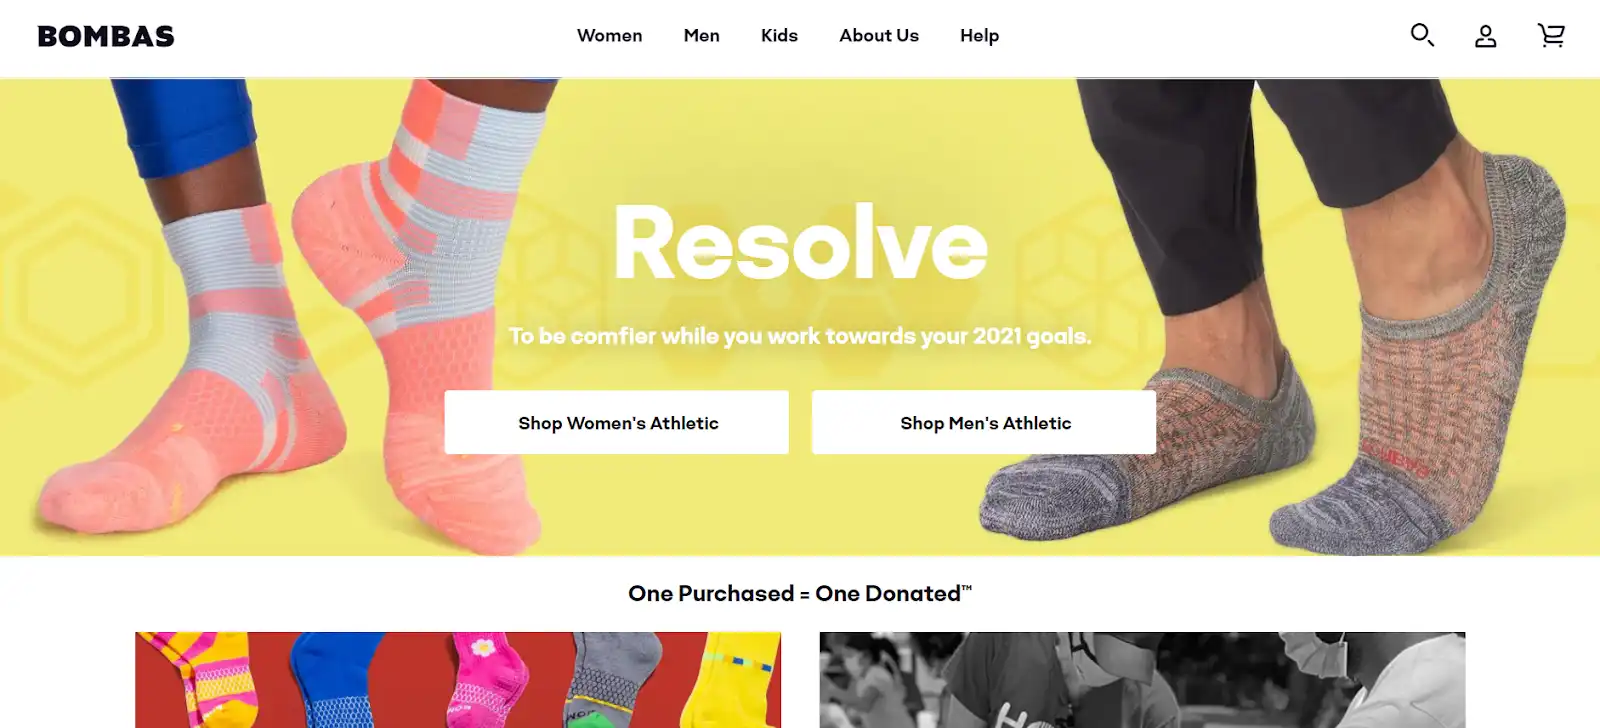 BOMBAS
Women Men Kids About Us Help
Resolve
To be comfier while you work towards your 2021 goals.
Shop Women's Athletic Shop Men's Athletic
One Purchased = One Donated™